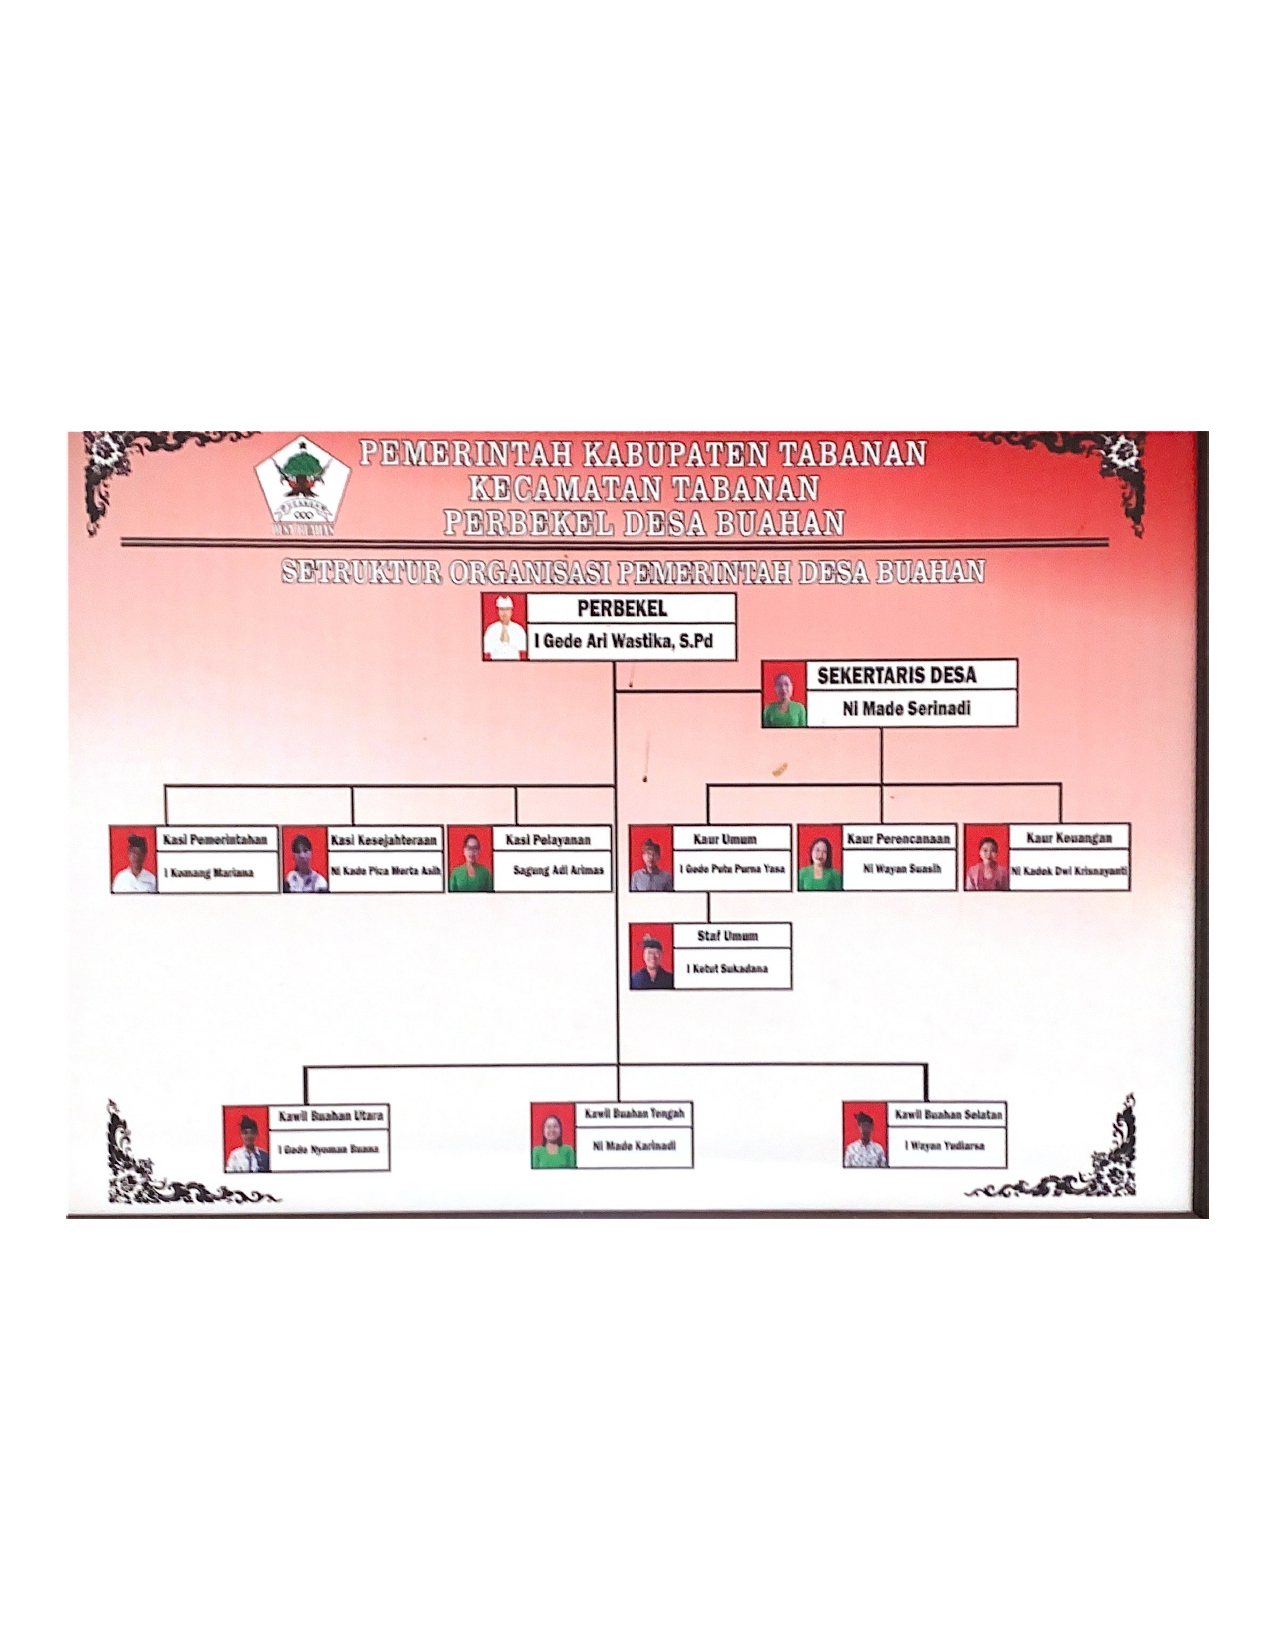 PEMERINTAH KABUPATEN TABANAN
KECAMATAN TABANAN
PERBEKEL DESA BUAHAN
SETRUKTUR ORGANISASI PEMERINTAH DESA BUAHAN
PERBEKEL
I Gede Ari Wastika, S.Pd
SEKERTARIS DESA
Ni Made Serinadi
Kasi Pemerintahan
I Komang Mariana
Kasi Kesejahteraan
Ni Kade Piza Merta Asih
Kasi Pelayanan
Sagung Adi Arimas
Kaur Umum
I Gede Putu Purna Yasa
Kaur Perencanaan
Ni Wayan Suasih
Kaur Keuangan
Ni Kadek Dwi Krisnayanti
Staf Umum
I Ketut Sukadana
Kawil Buahan Utara
I Gede Nyoman Buana
Kawil Buahan Tengah
Ni Made Karinadi
Kawil Buahan Selatan
I Wayan Yudiarsa